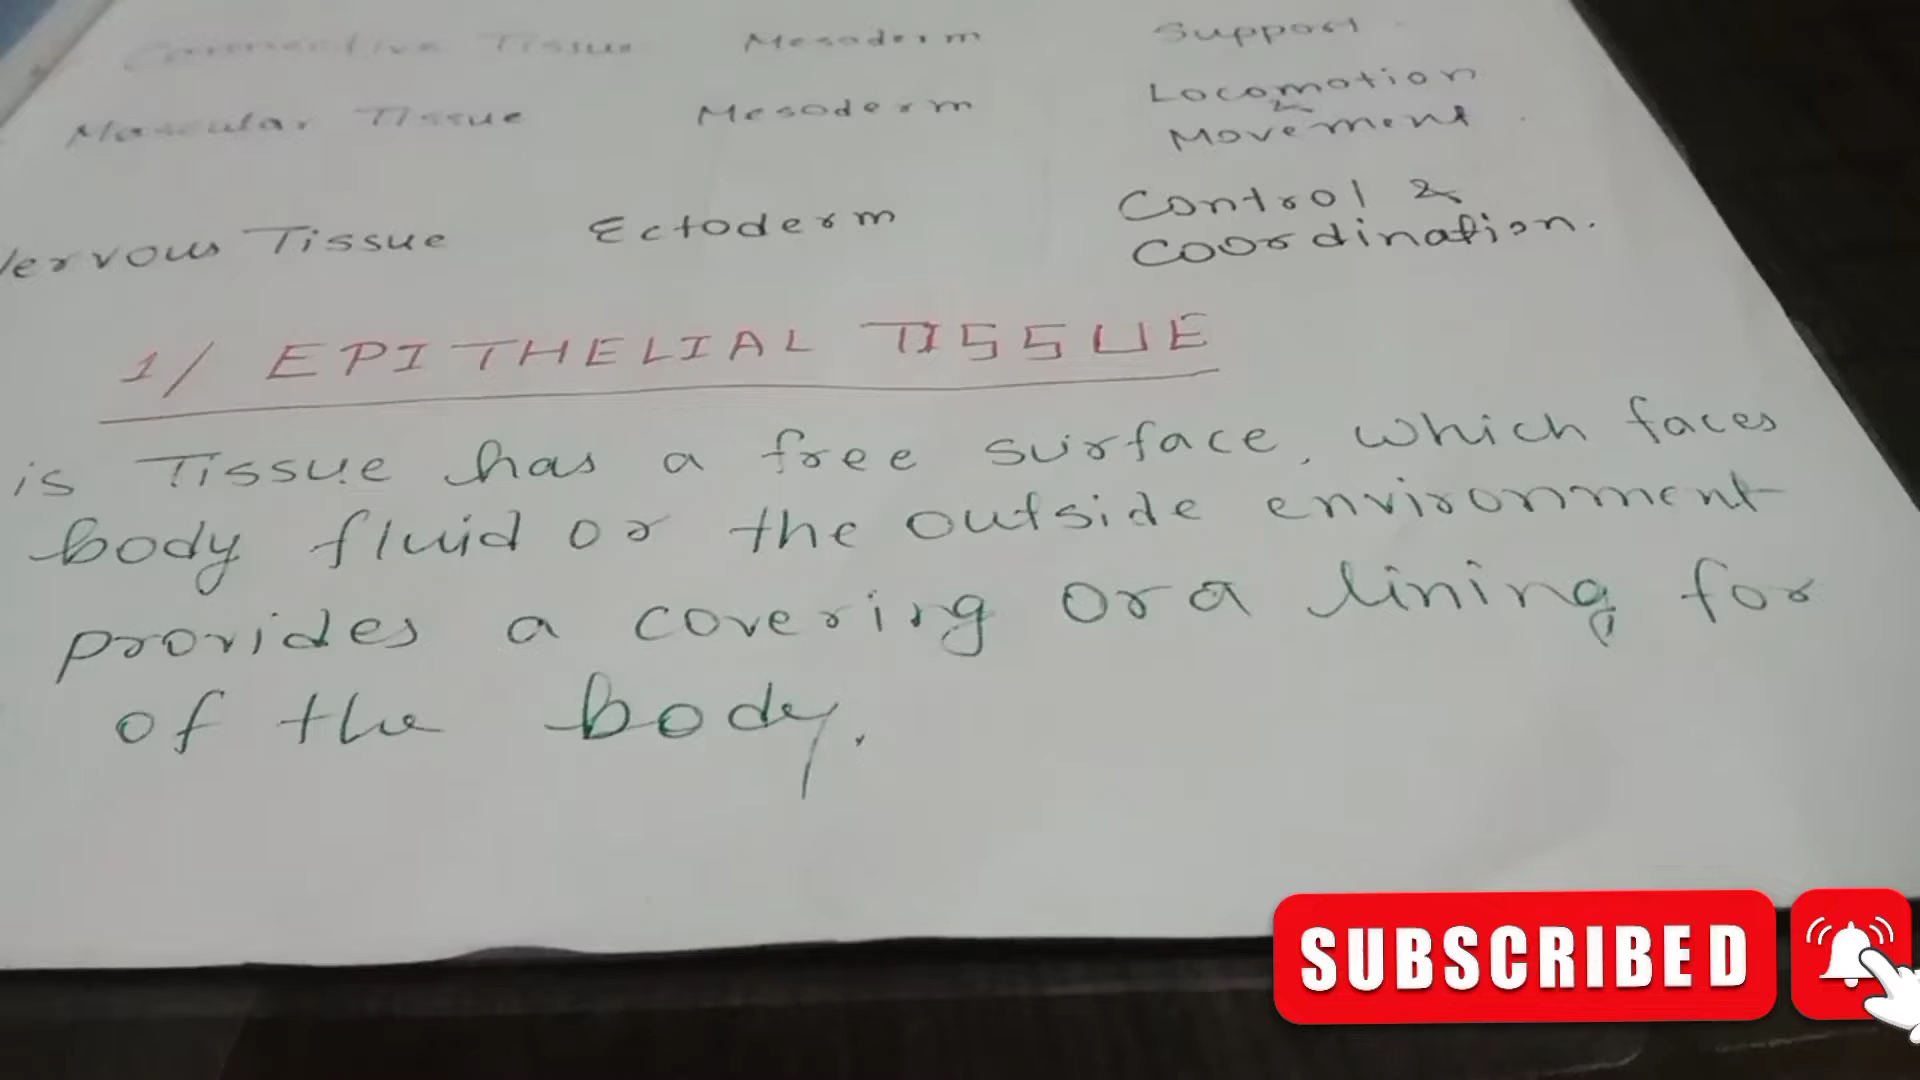 Connective Tissue Mesoderm Support
Muscular Tissue Mesoderm Locomotion
&
Movement
Nervous Tissue Ectoderm Control &
Coordination.
1/ EPITHELIAL TISSUE
is Tissue has a free surface, which faces
body fluid or the outside environment
provides a covering or a lining for
of the body.
SUBSCRIBED